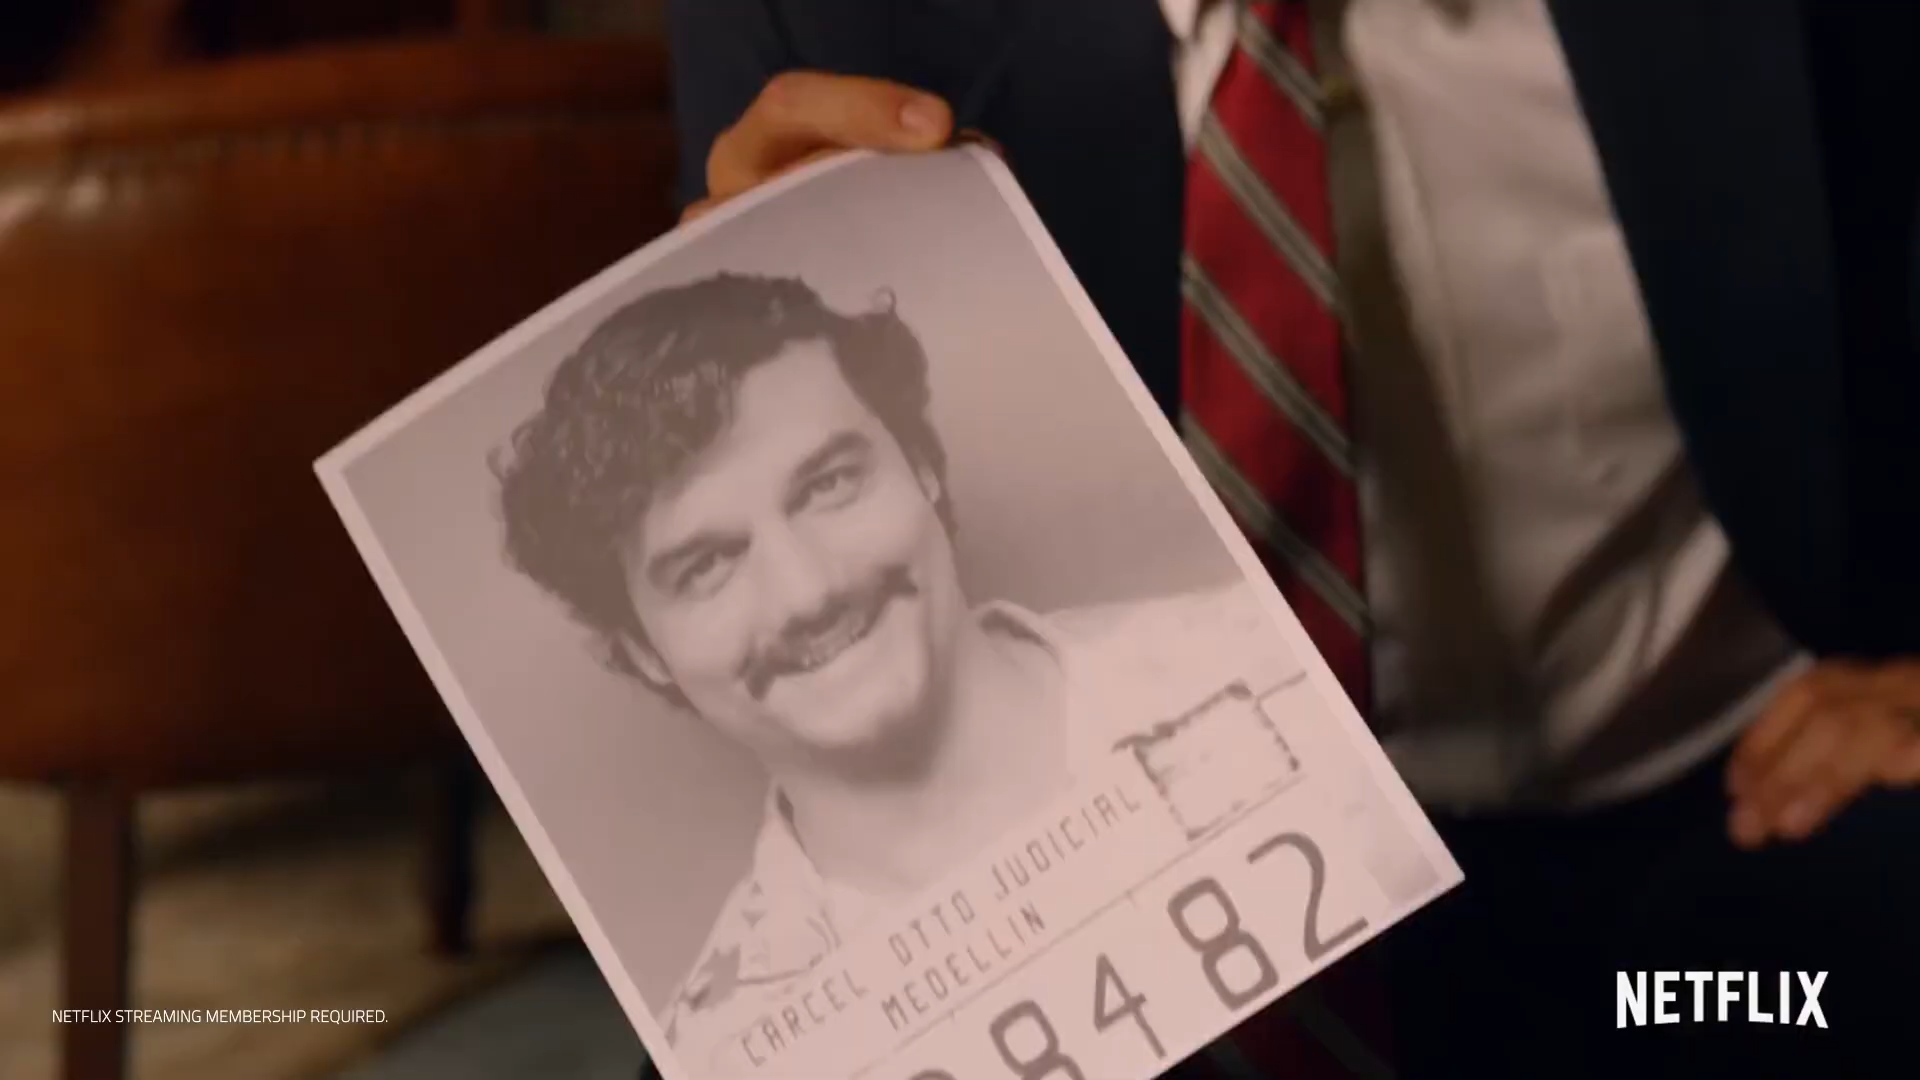 CARCEL OTTO JUDICIAL
MEDELLIN
8482
NETFLIX STREAMING MEMBERSHIP REQUIRED.
NETFLIX